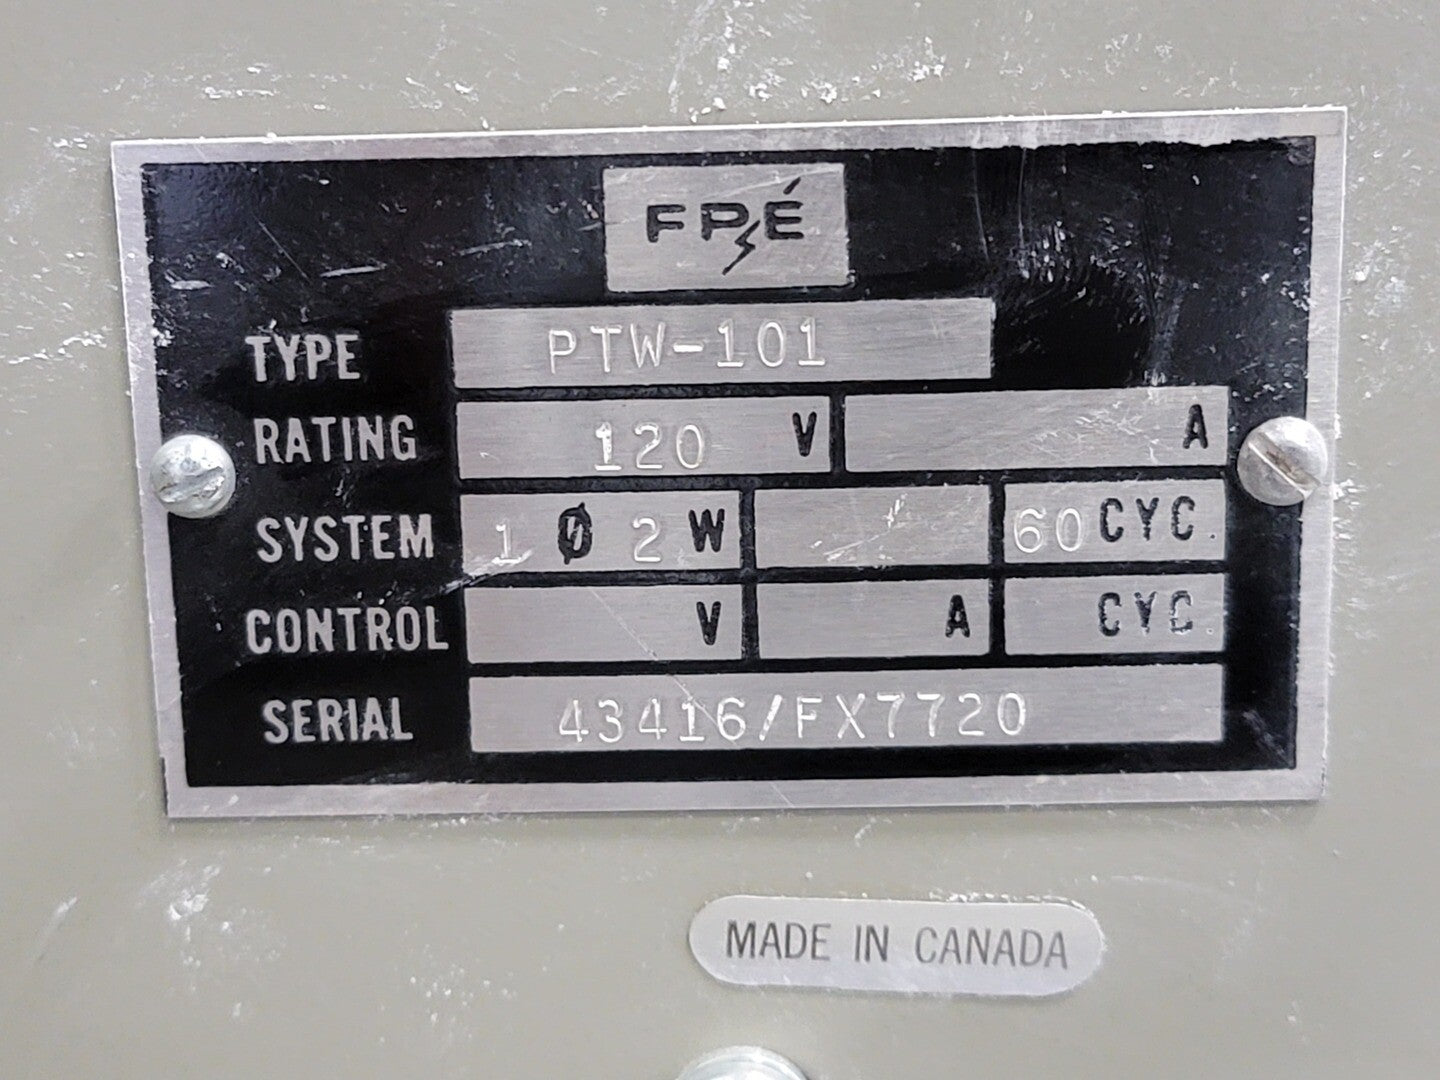 FPÉ
TYPE PTW-101
RATING 120 V A
SYSTEM 1 Ø 2 W 60 CYC.
CONTROL V A CYC.
SERIAL 43416/FX7720
MADE IN CANADA